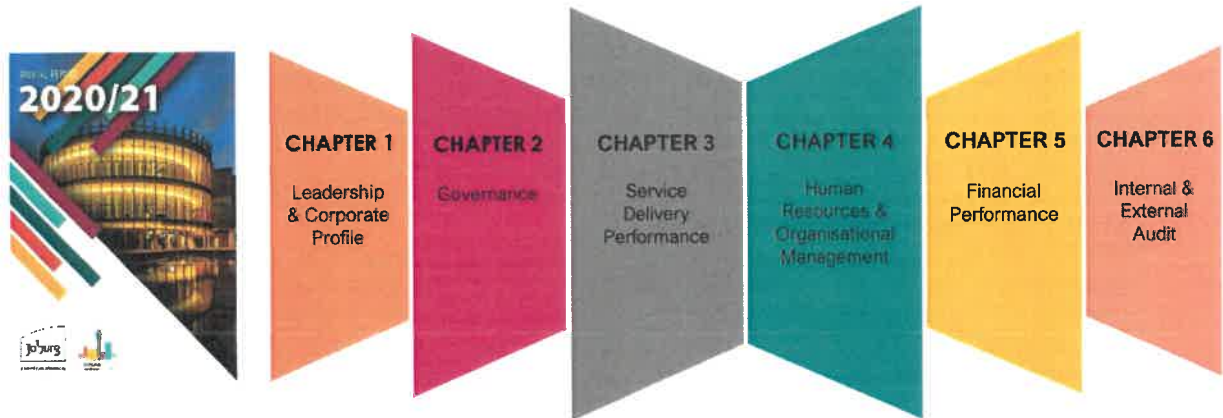 2020/21
CHAPTER 1
Leadership
& Corporate
Profile
CHAPTER 2
Governance
CHAPTER 3
Service
Delivery
Performance
CHAPTER 4
Human
Resources &
Organisational
Management
CHAPTER 5
Financial
Performance
CHAPTER 6
Internal &
External
Audit
Joburg